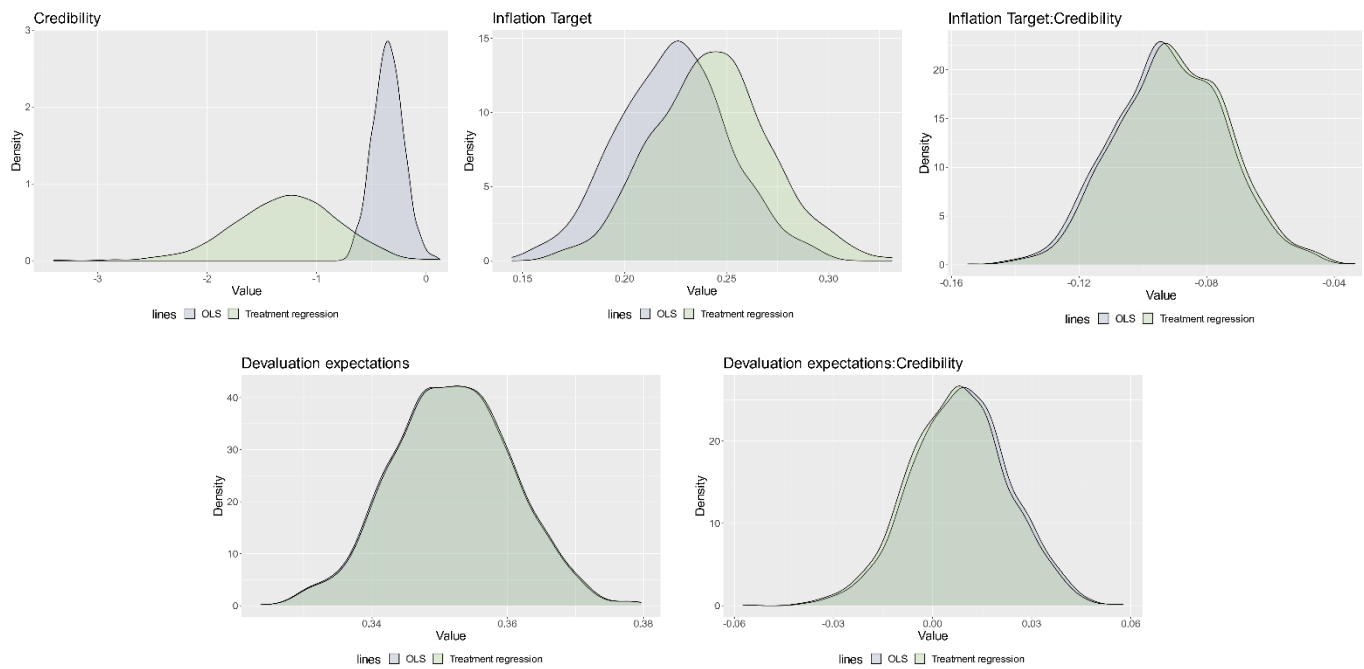 Credibility
3
2
1
0
Density
-3
-2
-1
0
Value
lines OLS Treatment regression
Inflation Target
15
10
5
0
Density
0.15
0.20
0.25
0.30
Value
lines OLS Treatment regression
Inflation Target:Credibility
20
15
10
5
0
Density
-0.16
-0.12
-0.08
-0.04
Value
lines OLS Treatment regression
Devaluation expectations
40
30
20
10
0
Density
0.34
0.36
0.38
Value
lines OLS Treatment regression
Devaluation expectations:Credibility
20
10
0
Density
-0.06
-0.03
0.00
0.03
0.06
Value
lines OLS Treatment regression